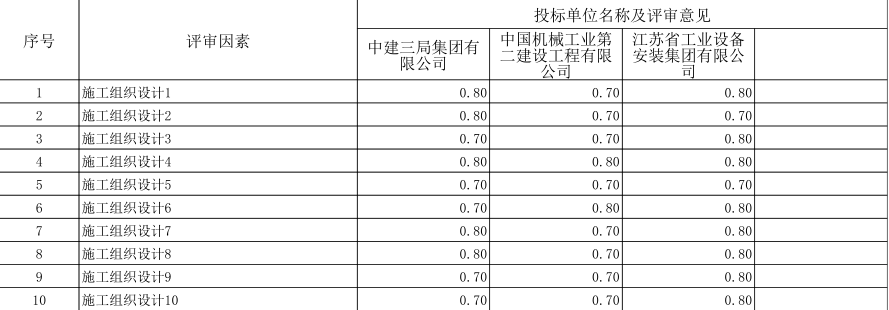 投标单位名称及评审意见
序号 评审因素 中建三局集团有限公司 中国机械工业第二建设工程有限公司 江苏省工业设备安装集团有限公司
1 施工组织设计1 0.80 0.70 0.80
2 施工组织设计2 0.80 0.70 0.70
3 施工组织设计3 0.70 0.70 0.80
4 施工组织设计4 0.80 0.80 0.80
5 施工组织设计5 0.70 0.70 0.70
6 施工组织设计6 0.70 0.80 0.80
7 施工组织设计7 0.80 0.70 0.80
8 施工组织设计8 0.80 0.70 0.80
9 施工组织设计9 0.70 0.70 0.80
10 施工组织设计10 0.70 0.70 0.80